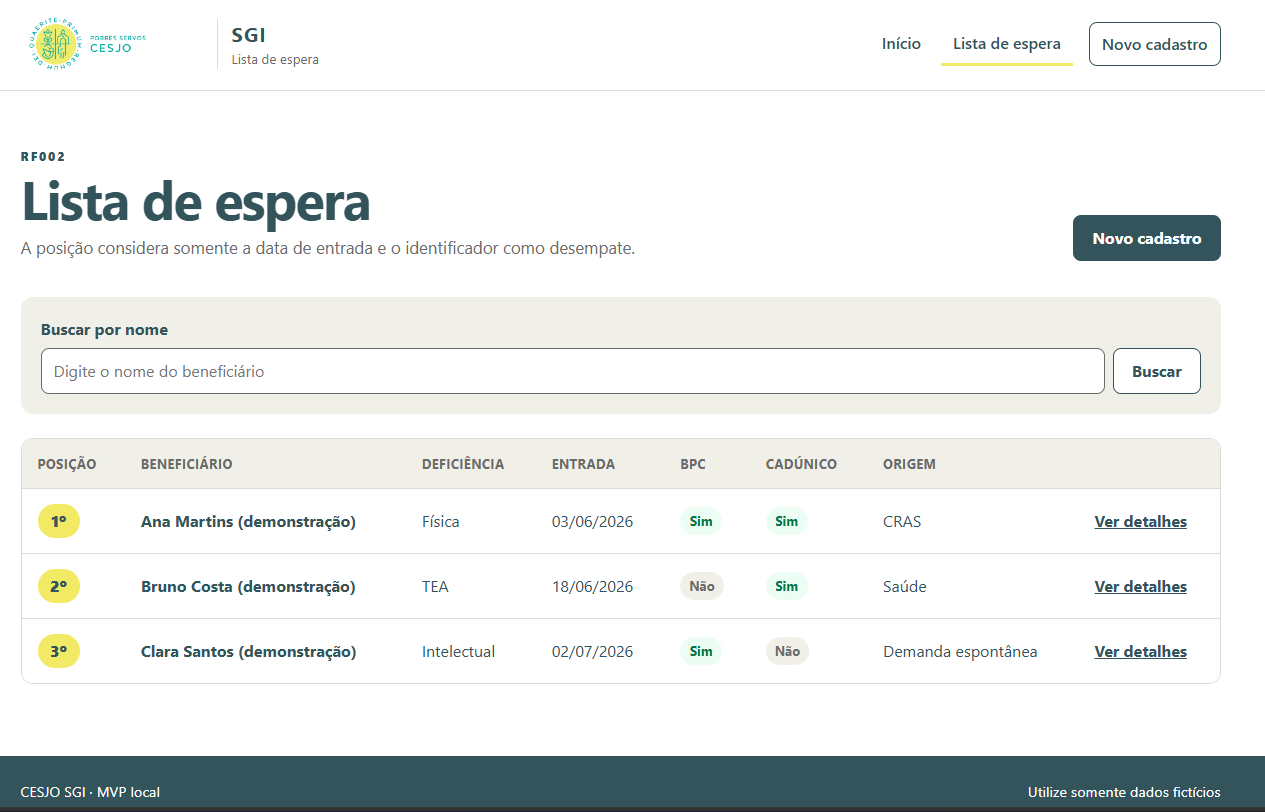 QUAERITE PRIMUM REGNUM DEI
POBRES SERVOS
CESJO
SGI
Lista de espera
Início
Lista de espera
Novo cadastro
RF002
Lista de espera
A posição considera somente a data de entrada e o identificador como desempate.
Novo cadastro
Buscar por nome
Digite o nome do beneficiário
Buscar
POSIÇÃO BENEFICIÁRIO DEFICIÊNCIA ENTRADA BPC CADÚNICO ORIGEM
1º Ana Martins (demonstração) Física 03/06/2026 Sim Sim CRAS Ver detalhes
2º Bruno Costa (demonstração) TEA 18/06/2026 Não Sim Saúde Ver detalhes
3º Clara Santos (demonstração) Intelectual 02/07/2026 Sim Não Demanda espontânea Ver detalhes
CESJO SGI · MVP local
Utilize somente dados fictícios